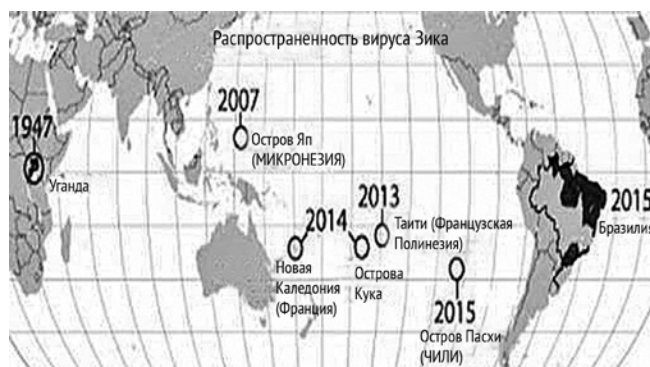 Распространенность вируса Зика
2007
Остров Яп
(МИКРОНЕЗИЯ)
1947
Уганда
2013
Таити (Французская
Полинезия)
2014
Новая
Каледония
(Франция)
Острова
Кука
2015
Остров Пасхи
(ЧИЛИ)
2015
Бразилия